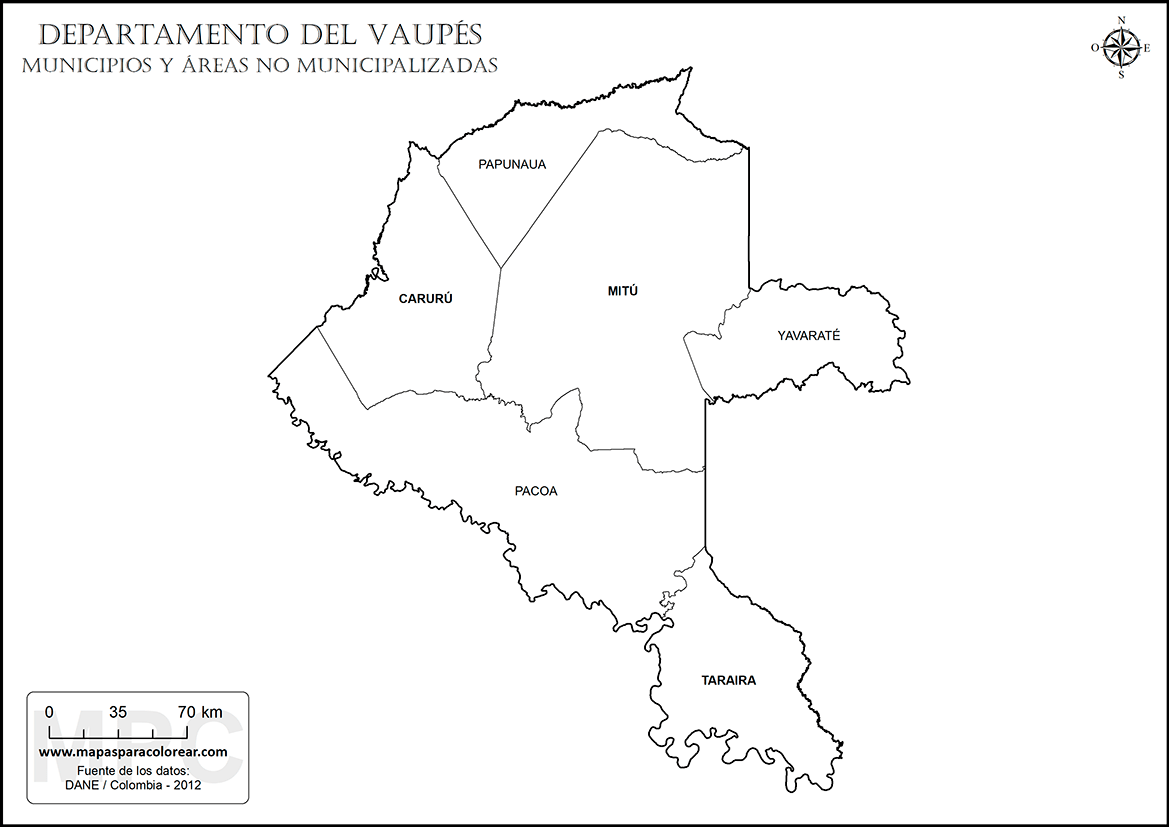 DEPARTAMENTO DEL VAUPÉS
MUNICIPIOS Y ÁREAS NO MUNICIPALIZADAS
N
O E
S
PAPUNAUA
CARURÚ
MITÚ
YAVARATÉ
PACOA
TARAIRA
0 35 70 km
MPC
www.mapasparacolorear.com
Fuente de los datos:
DANE / Colombia - 2012